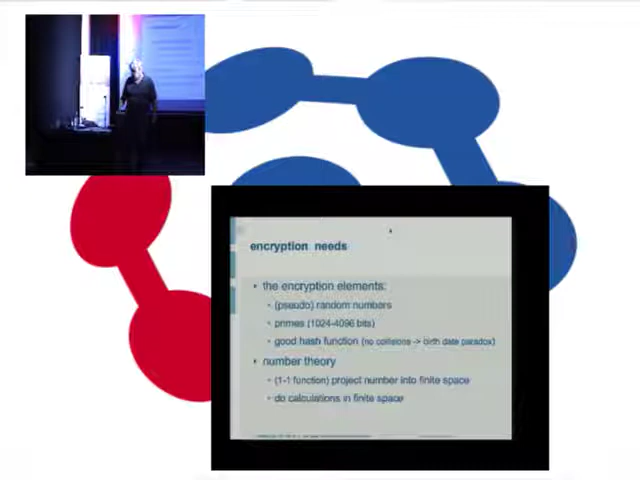 encryption needs
• the encryption elements:
• (pseudo) random numbers
• primes (1024-4096 bits)
• good hash function (no collisions -> birth date paradox)
• number theory
• (1-1 function) project number into finite space
• do calculations in finite space